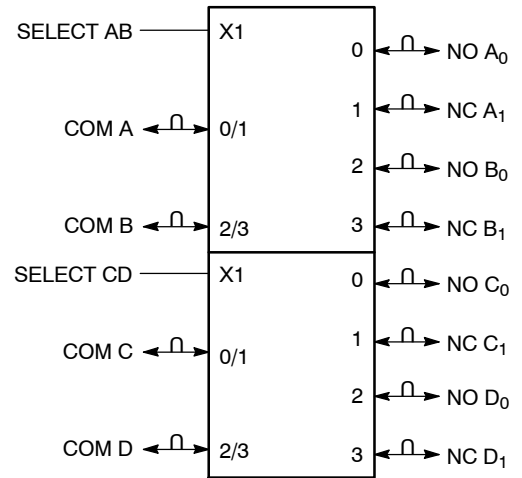 SELECT AB X1
0 NO A₀
1 NC A₁
COM A 0/1
2 NO B₀
COM B 2/3 3 NC B₁
SELECT CD X1 0 NO C₀
1 NC C₁
COM C 0/1
2 NO D₀
COM D 2/3 3 NC D₁